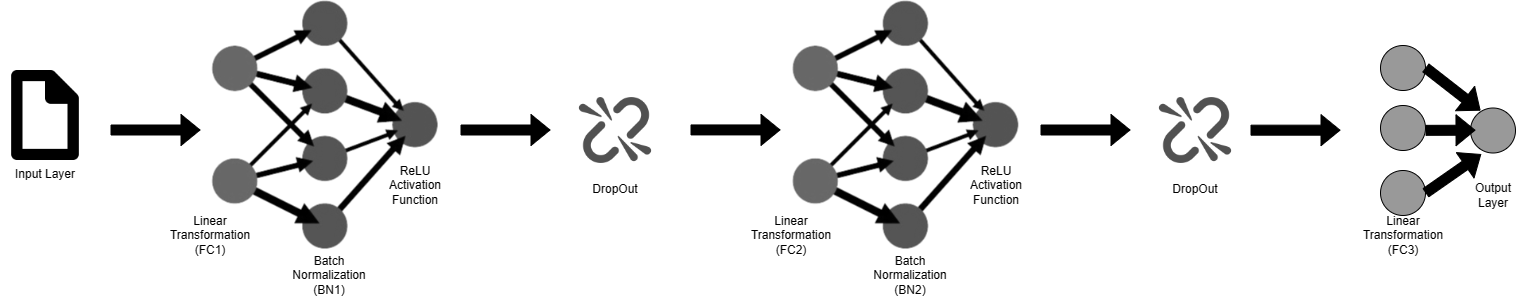 Input Layer
Linear
Transformation
(FC1)
Batch
Normalization
(BN1)
ReLU
Activation
Function
DropOut
Linear
Transformation
(FC2)
Batch
Normalization
(BN2)
ReLU
Activation
Function
DropOut
Linear
Transformation
(FC3)
Output
Layer